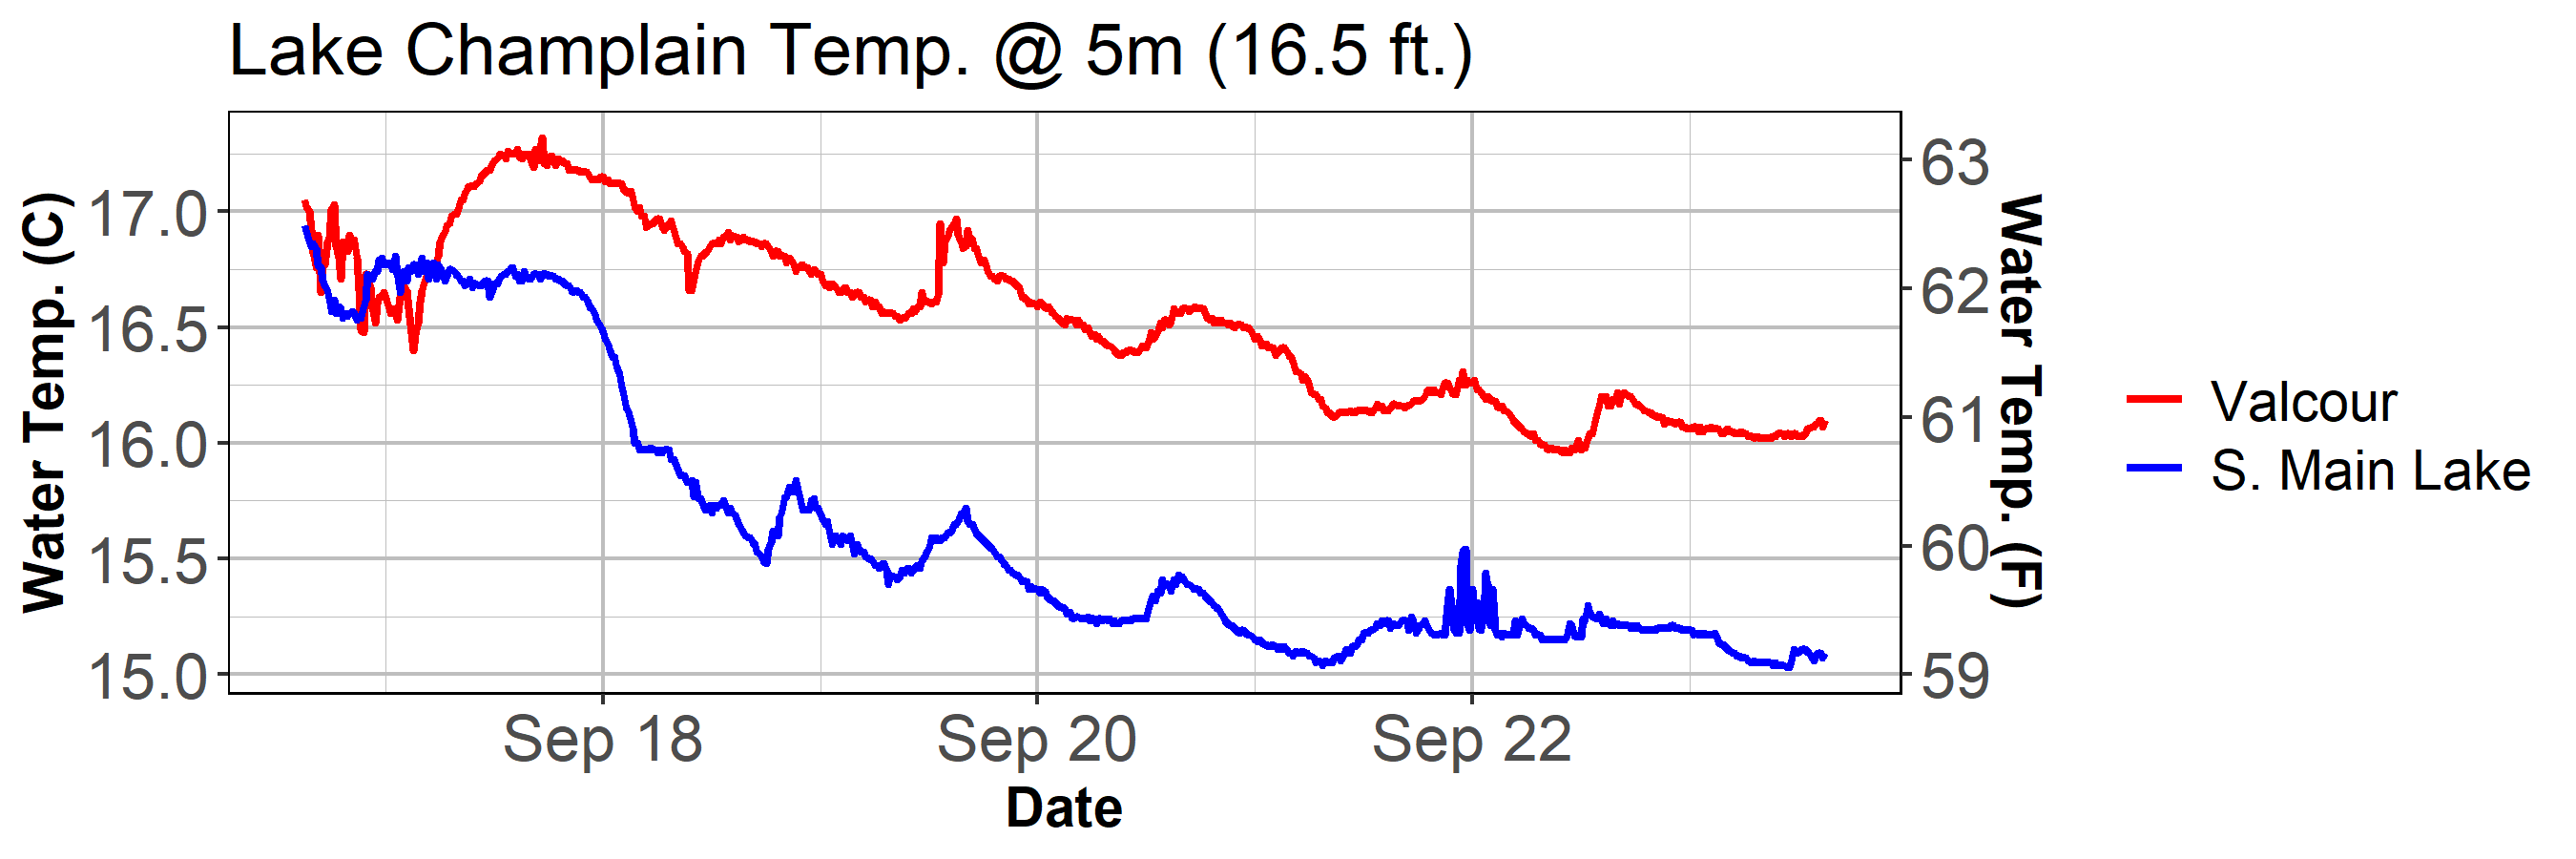 Lake Champlain Temp. @ 5m (16.5 ft.)
Water Temp. (C)
17.0
16.5
16.0
15.5
15.0
63
62
61
60
59
Water Temp. (F)
Sep 18
Sep 20
Sep 22
Date
Valcour
S. Main Lake